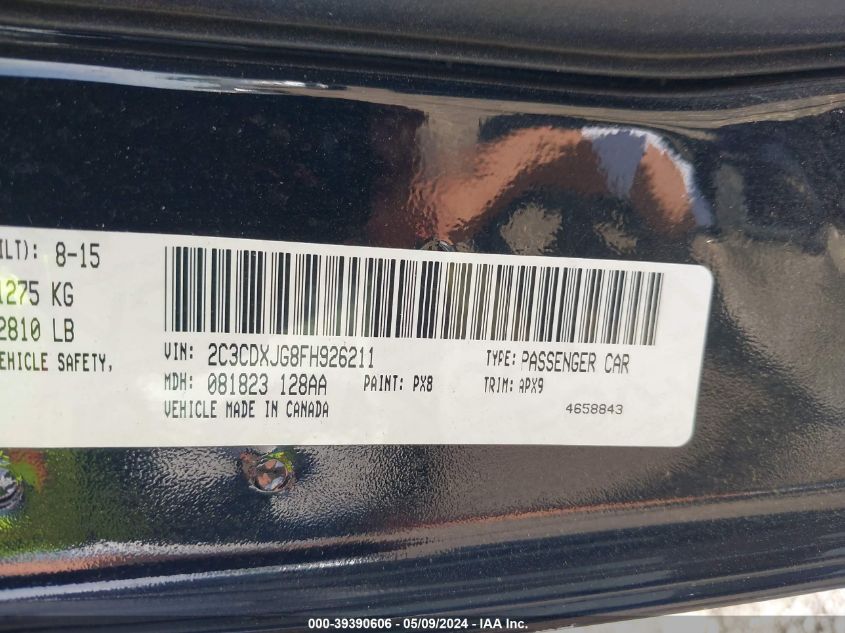 ILT): 8-15
1275 KG
2810 LB
EHICLE SAFETY,
VIN: 2C3CDXJG8FH926211
TYPE: PASSENGER CAR
MDH: 081823 128AA
PAINT: PX8
TRIM: APX9
VEHICLE MADE IN CANADA
4658843
000-39390606 / 05/09/2024 - IAA Inc.